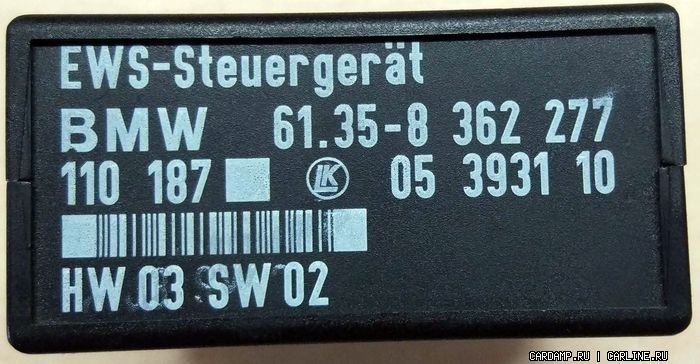 EWS-Steuergerät
BMW 61.35-8 362 277
110 187 LK 05 3931 10
HW 03 SW 02
CARDAMP.RU | CARLINE.RU